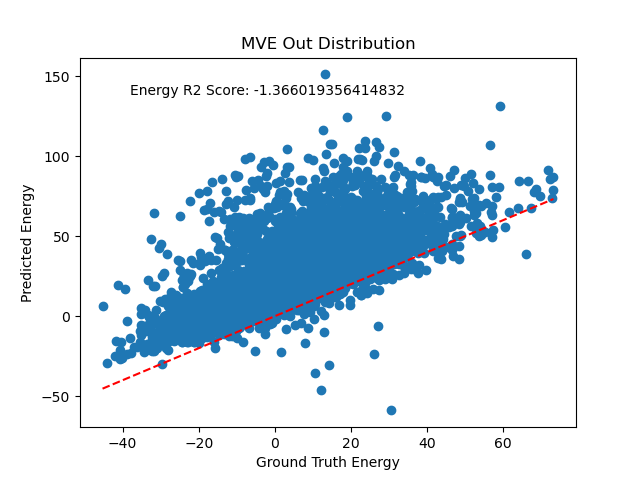 MVE Out Distribution
Energy R2 Score: -1.366019356414832
Predicted Energy
150
100
50
0
−50
−40
−20
0
20
40
60
Ground Truth Energy